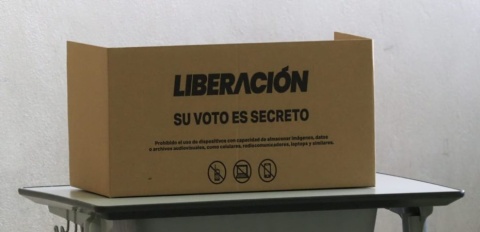 LIBERACIÓN
SU VOTO ES SECRETO
Prohibido el uso de dispositivos con capacidad de almacenar imágenes, datos
o archivos audiovisuales, como celulares, radiocomunicadores, laptops y similares.